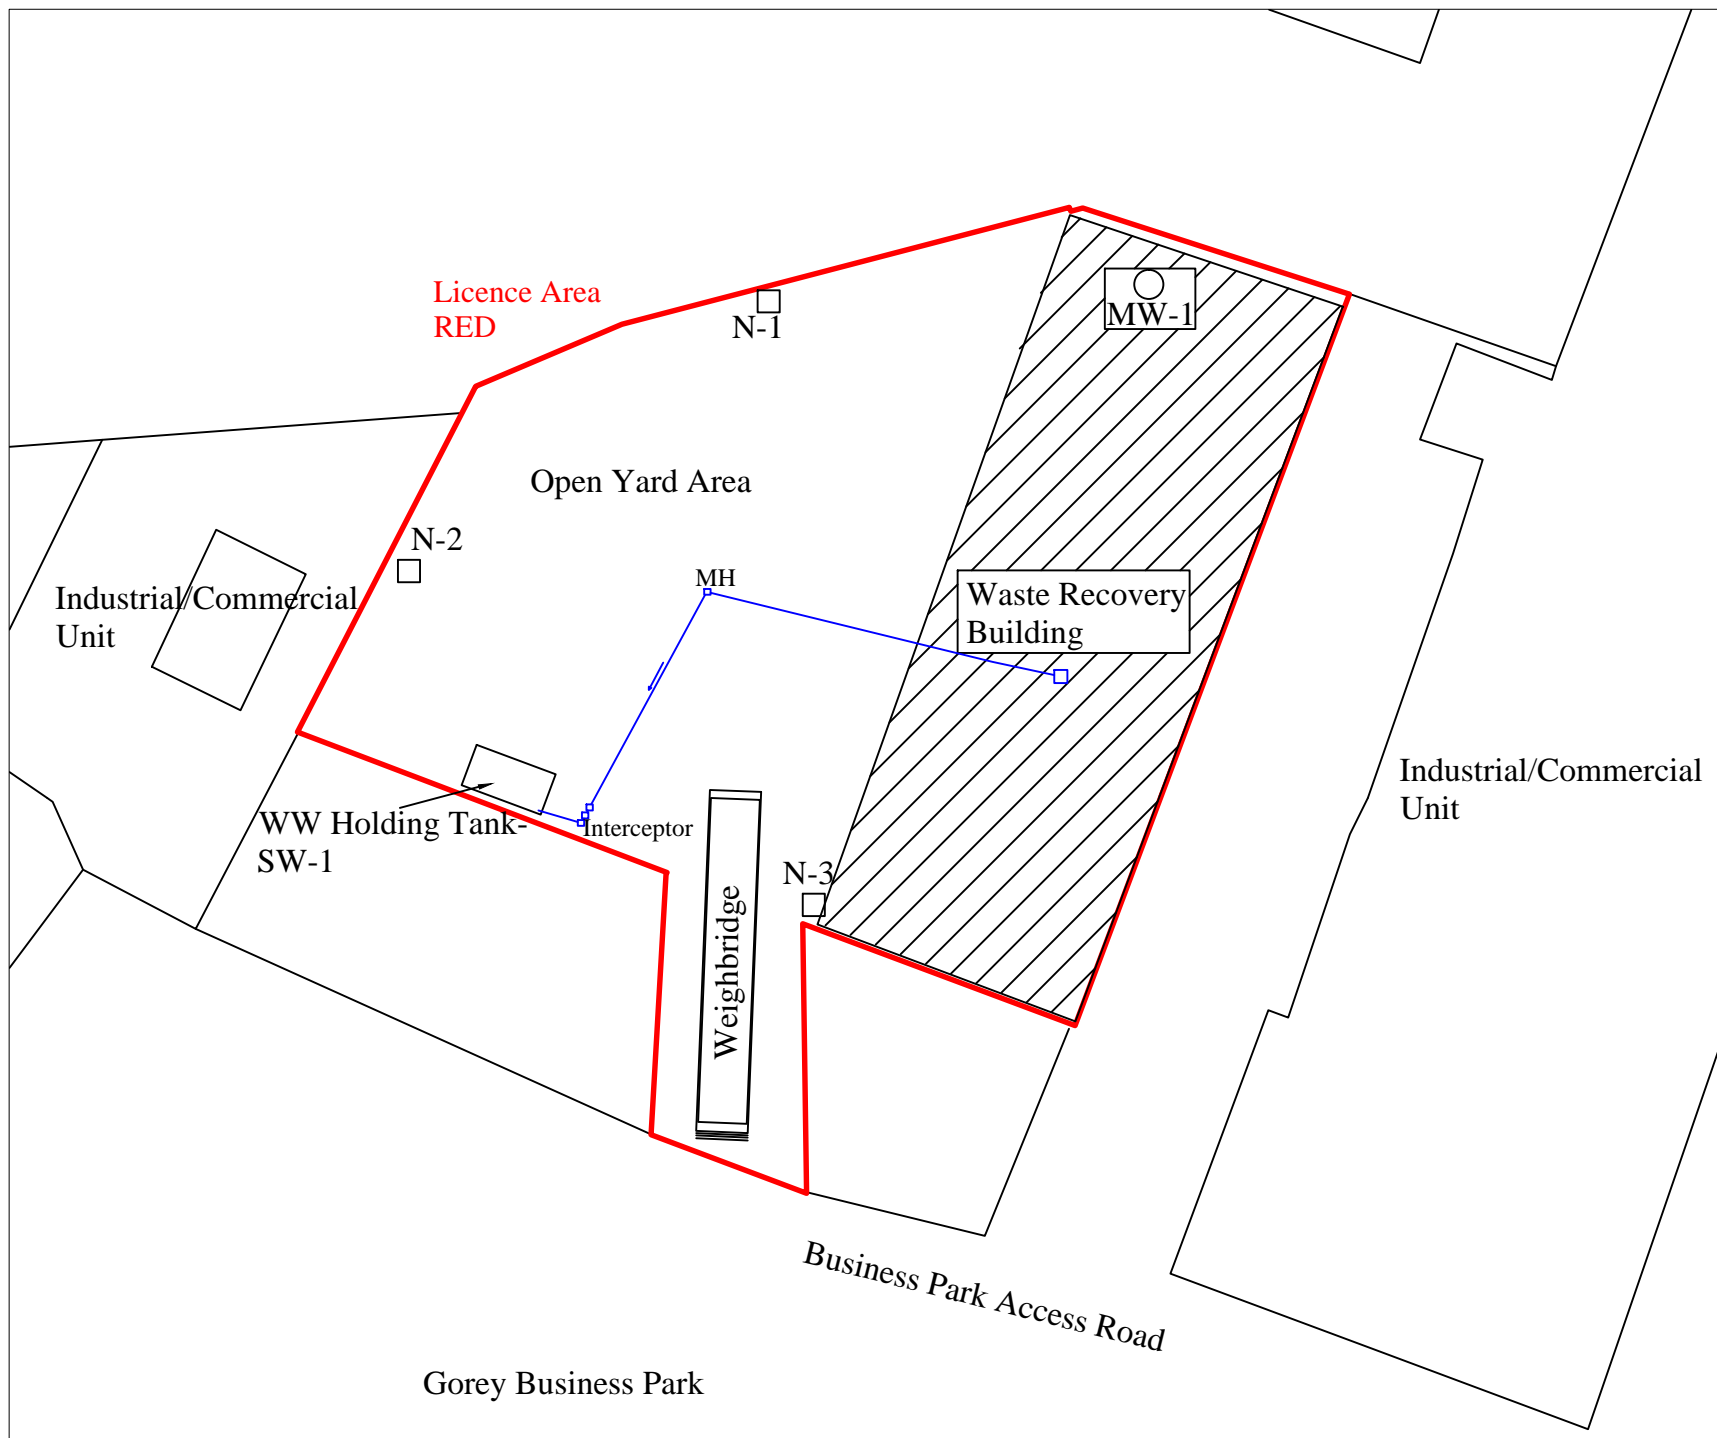 Licence Area
RED
N-1
MW-1
Open Yard Area
N-2
MH
Industrial/Commercial
Unit
Waste Recovery
Building
Industrial/Commercial
Unit
WW Holding Tank-
SW-1
Interceptor
N-3
Weighbridge
Business Park Access Road
Gorey Business Park